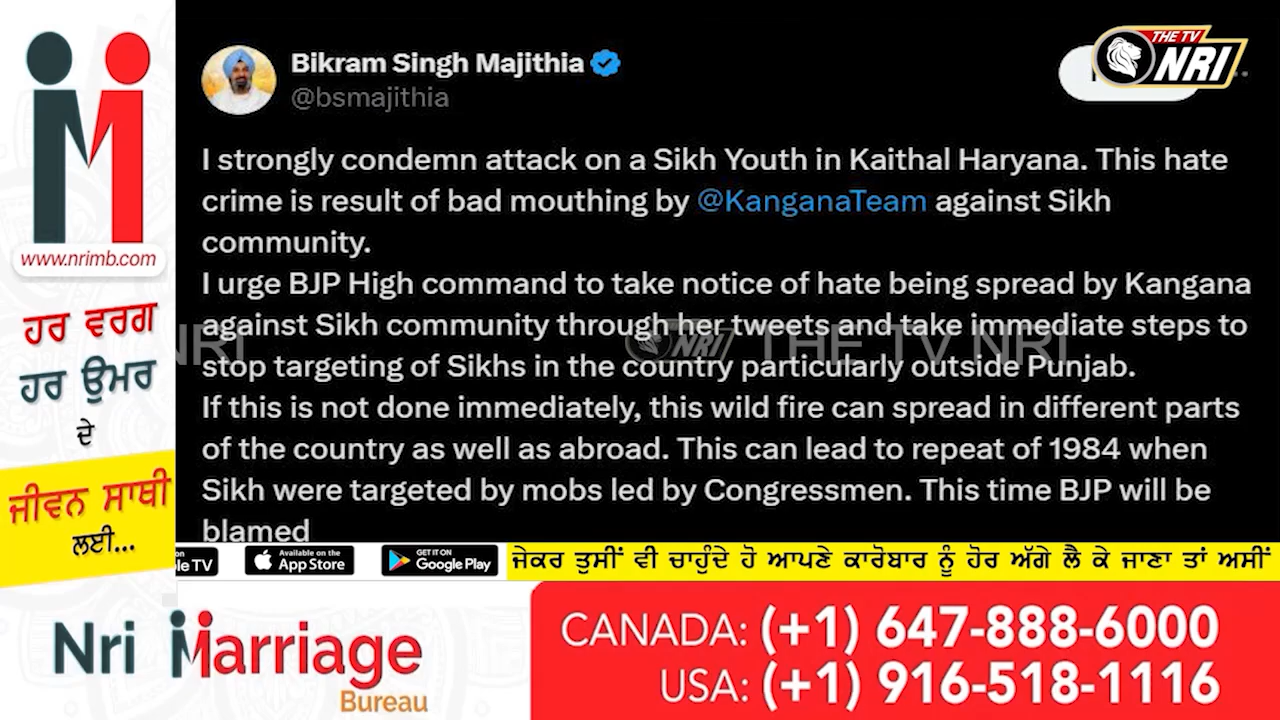 Bikram Singh Majithia
@bsmajithia
THE TV
NRI
I strongly condemn attack on a Sikh Youth in Kaithal Haryana. This hate
crime is result of bad mouthing by @KanganaTeam against Sikh
community.
I urge BJP High command to take notice of hate being spread by Kangana
against Sikh community through her tweets and take immediate steps to
stop targeting of Sikhs in the country particularly outside Punjab.
If this is not done immediately, this wild fire can spread in different parts
of the country as well as abroad. This can lead to repeat of 1984 when
Sikh were targeted by mobs led by Congressmen. This time BJP will be
blamed
NRI
NRI THE TV NRI
www.nrimb.com
ਹਰ ਵਰਗ
ਹਰ ਉਮਰ
ਦੇ
ਜੀਵਨ ਸਾਥੀ
ਲਈ...
Available on the
App Store
GET IT ON
Google Play
ਜੇਕਰ ਤੁਸੀਂ ਵੀ ਚਾਹੁੰਦੇ ਹੋ ਆਪਣੇ ਕਾਰੋਬਾਰ ਨੂੰ ਹੋਰ ਅੱਗੇ ਲੈ ਕੇ ਜਾਣਾ ਤਾਂ ਅਸੀਂ
Nri Marriage
Bureau
CANADA: (+1) 647-888-6000
USA: (+1) 916-518-1116